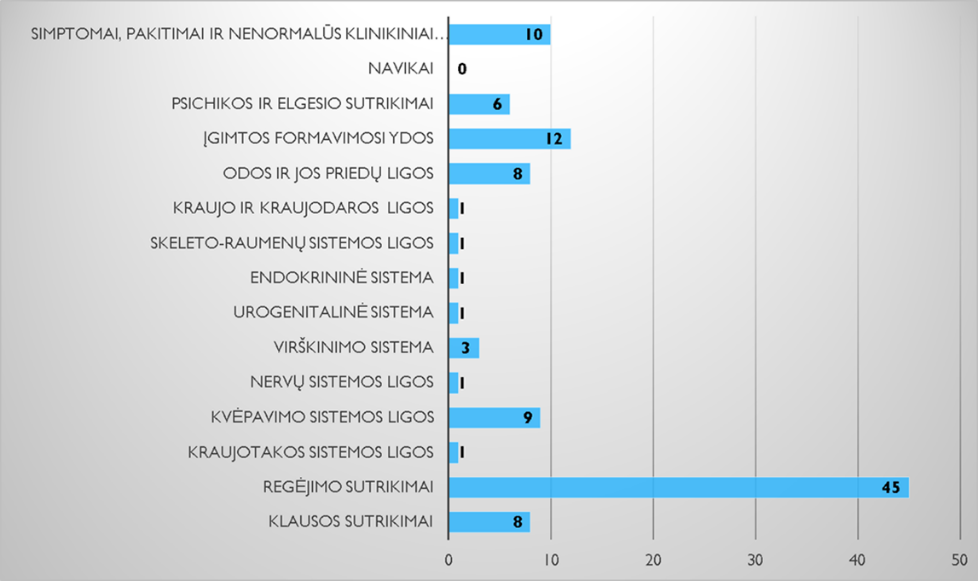 SIMPTOMAI, PAKITIMAI IR NENORMALŪS KLINIKINIAI… 10
NAVIKAI 0
PSICHIKOS IR ELGESIO SUTRIKIMAI 6
ĮGIMTOS FORMAVIMOSI YDOS 12
ODOS IR JOS PRIEDŲ LIGOS 8
KRAUJO IR KRAUJODAROS LIGOS 1
SKELETO-RAUMENŲ SISTEMOS LIGOS 1
ENDOKRININĖ SISTEMA 1
UROGENITALINĖ SISTEMA 1
VIRŠKINIMO SISTEMA 3
NERVŲ SISTEMOS LIGOS 1
KVĖPAVIMO SISTEMOS LIGOS 9
KRAUJOTAKOS SISTEMOS LIGOS 1
REGĖJIMO SUTRIKIMAI 45
KLAUSOS SUTRIKIMAI 8
0 10 20 30 40 50